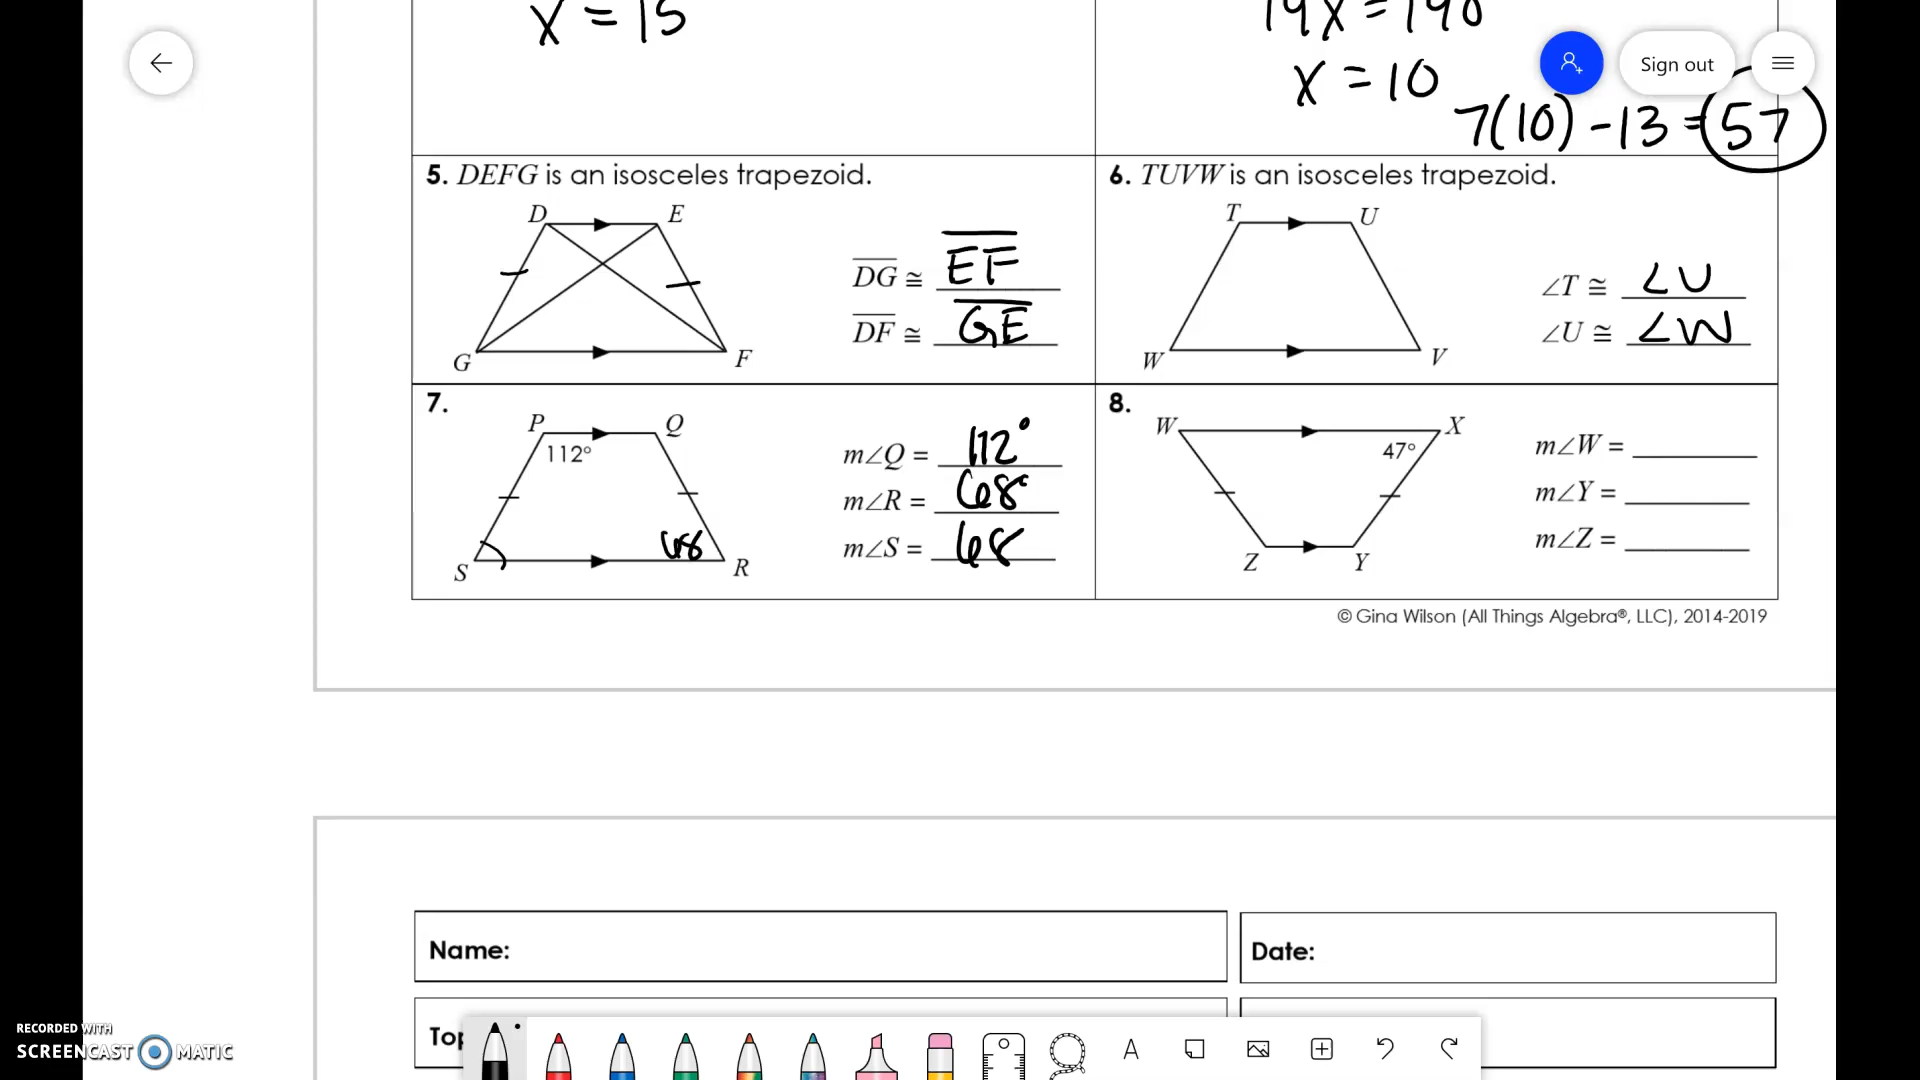 x = 15
19x = 190
x = 10
Sign out
7(10) - 13 = 57
5. DEFG is an isosceles trapezoid.
D E
G F
DG ≅ EF
DF ≅ GE
6. TUVW is an isosceles trapezoid.
T U
W V
∠T ≅ ∠U
∠U ≅ ∠W
7.
P Q
112°
68
S R
m∠Q = 112°
m∠R = 68°
m∠S = 68
8.
W X
47°
Z Y
m∠W =
m∠Y =
m∠Z =
© Gina Wilson (All Things Algebra®, LLC), 2014-2019
Name:
Date:
Top
RECORDED WITH
SCREENCAST MATIC
A